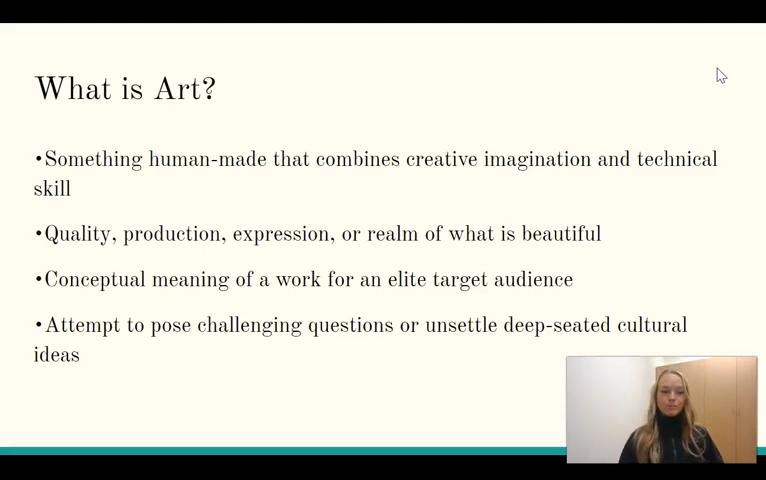 What is Art?
•Something human-made that combines creative imagination and technical
skill
•Quality, production, expression, or realm of what is beautiful
•Conceptual meaning of a work for an elite target audience
•Attempt to pose challenging questions or unsettle deep-seated cultural
ideas